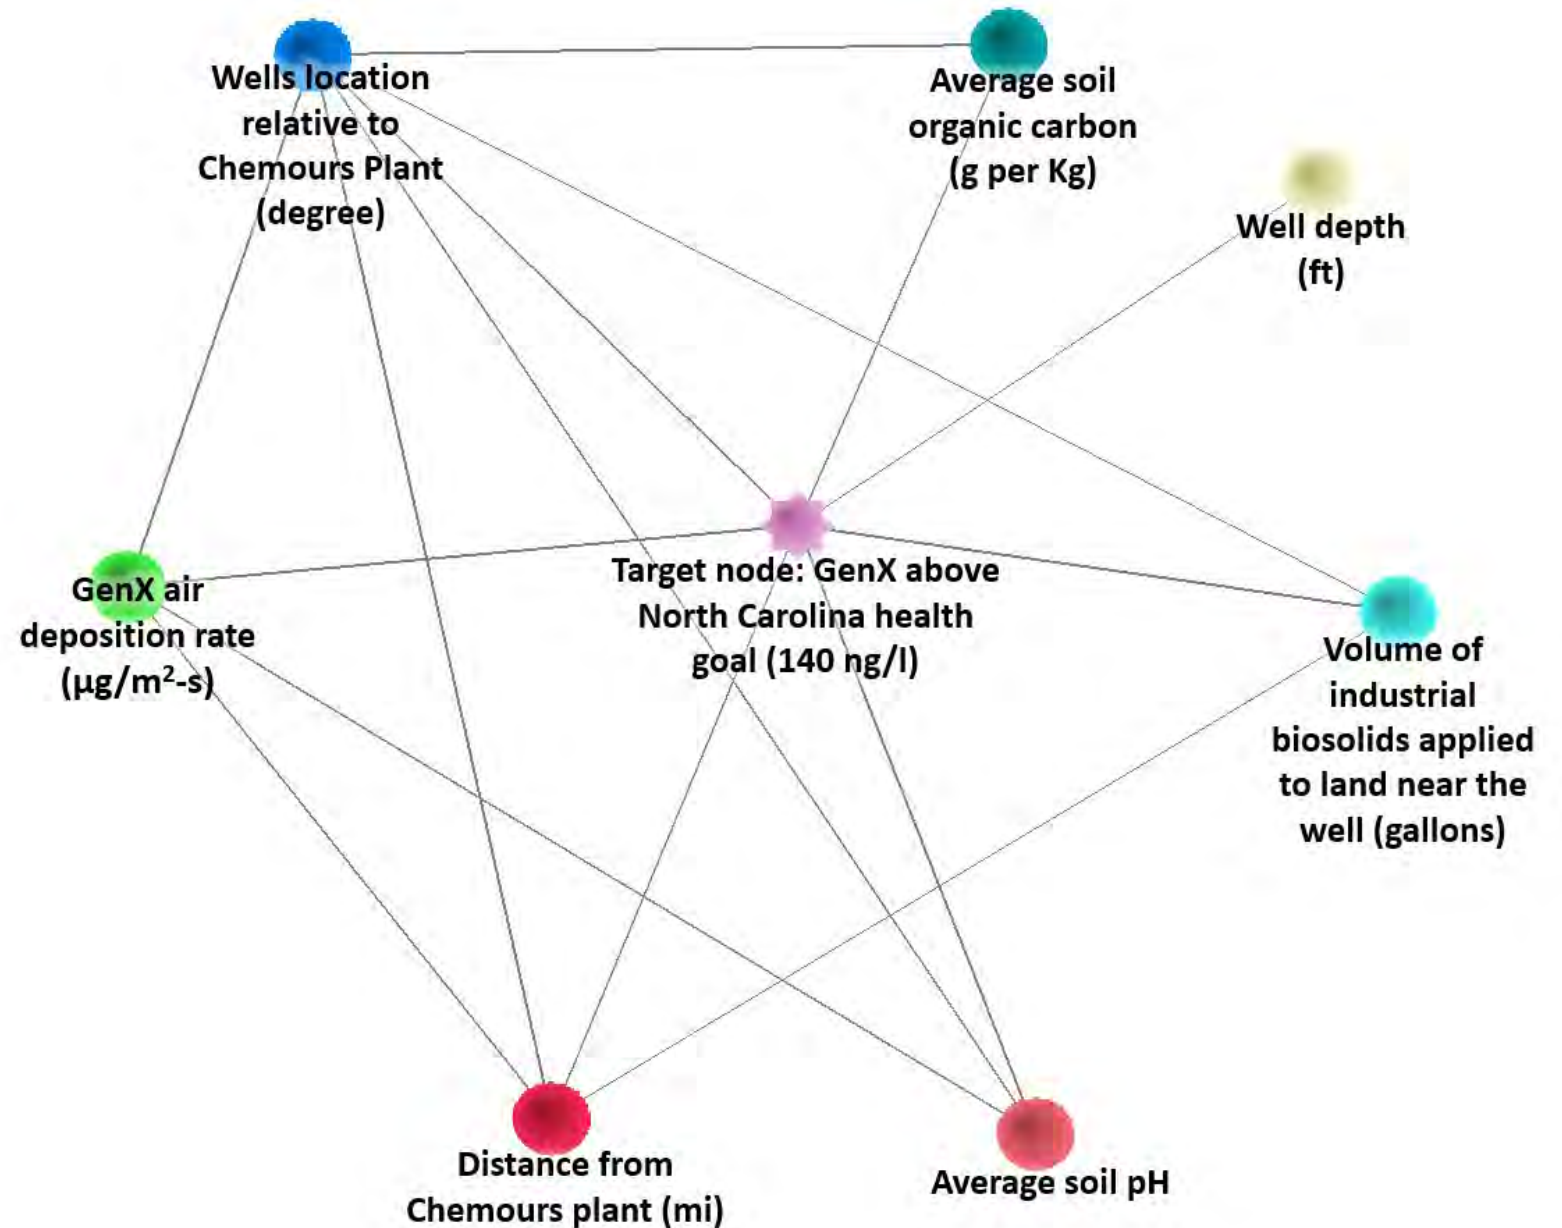 Wells location
relative to
Chemours Plant
(degree)
Average soil
organic carbon
(g per Kg)
Well depth
(ft)
GenX air
deposition rate
(µg/m²-s)
Target node: GenX above
North Carolina health
goal (140 ng/l)
Volume of
industrial
biosolids applied
to land near the
well (gallons)
Distance from
Chemours plant (mi)
Average soil pH